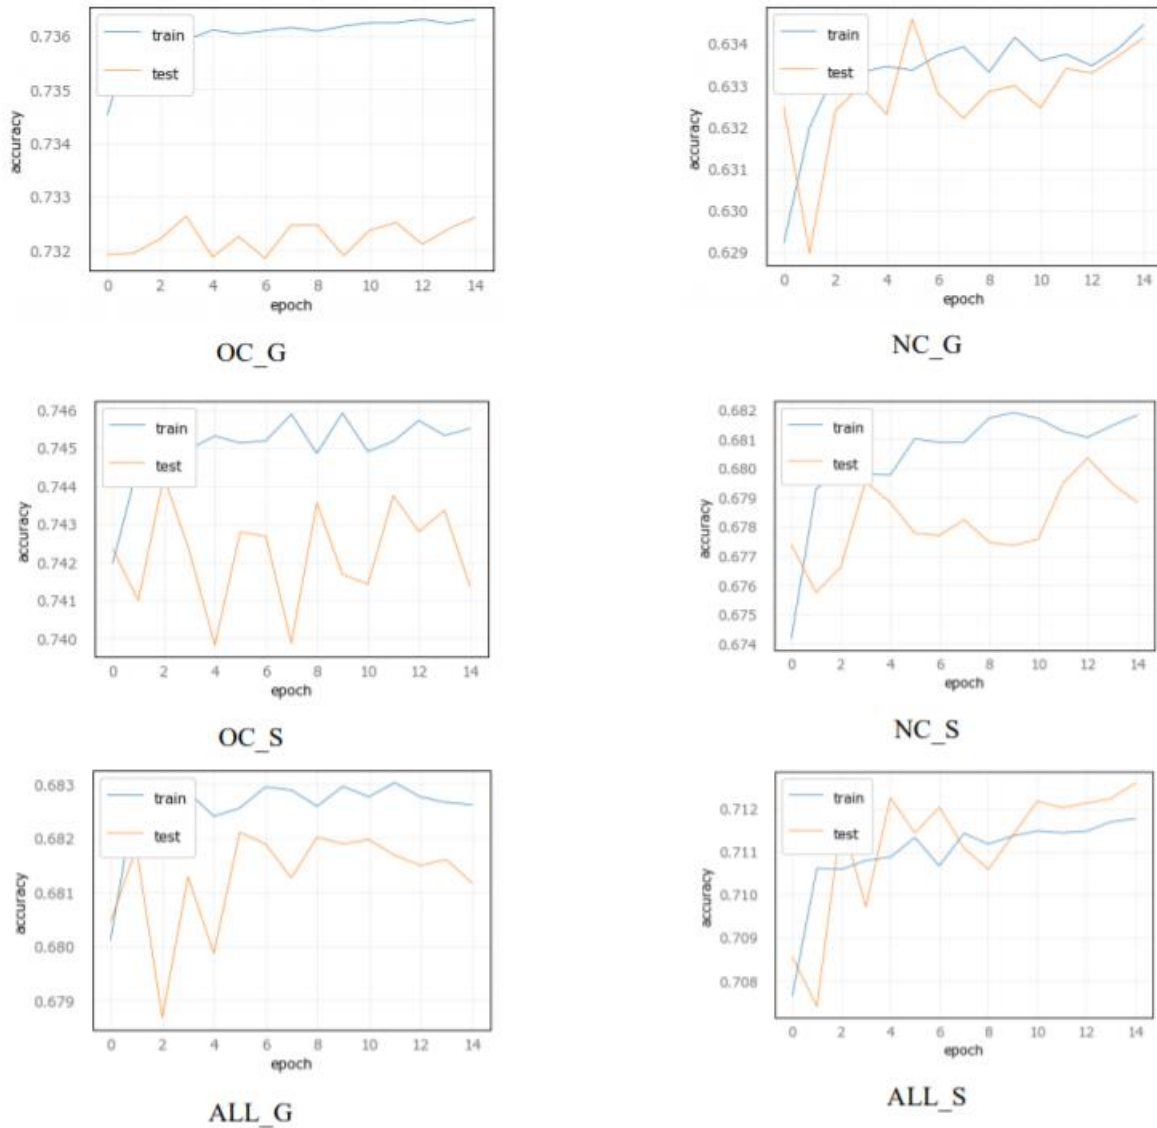 train
test
0.736
0.735
0.734
0.733
0.732
accuracy
0 2 4 6 8 10 12 14
epoch
OC_G
train
test
0.634
0.633
0.632
0.631
0.630
0.629
accuracy
0 2 4 6 8 10 12 14
epoch
NC_G
train
test
0.746
0.745
0.744
0.743
0.742
0.741
0.740
accuracy
0 2 4 6 8 10 12 14
epoch
OC_S
train
test
0.682
0.681
0.680
0.679
0.678
0.677
0.676
0.675
0.674
accuracy
0 2 4 6 8 10 12 14
epoch
NC_S
train
test
0.683
0.682
0.681
0.680
0.679
accuracy
0 2 4 6 8 10 12 14
epoch
ALL_G
train
test
0.712
0.711
0.710
0.709
0.708
accuracy
0 2 4 6 8 10 12 14
epoch
ALL_S